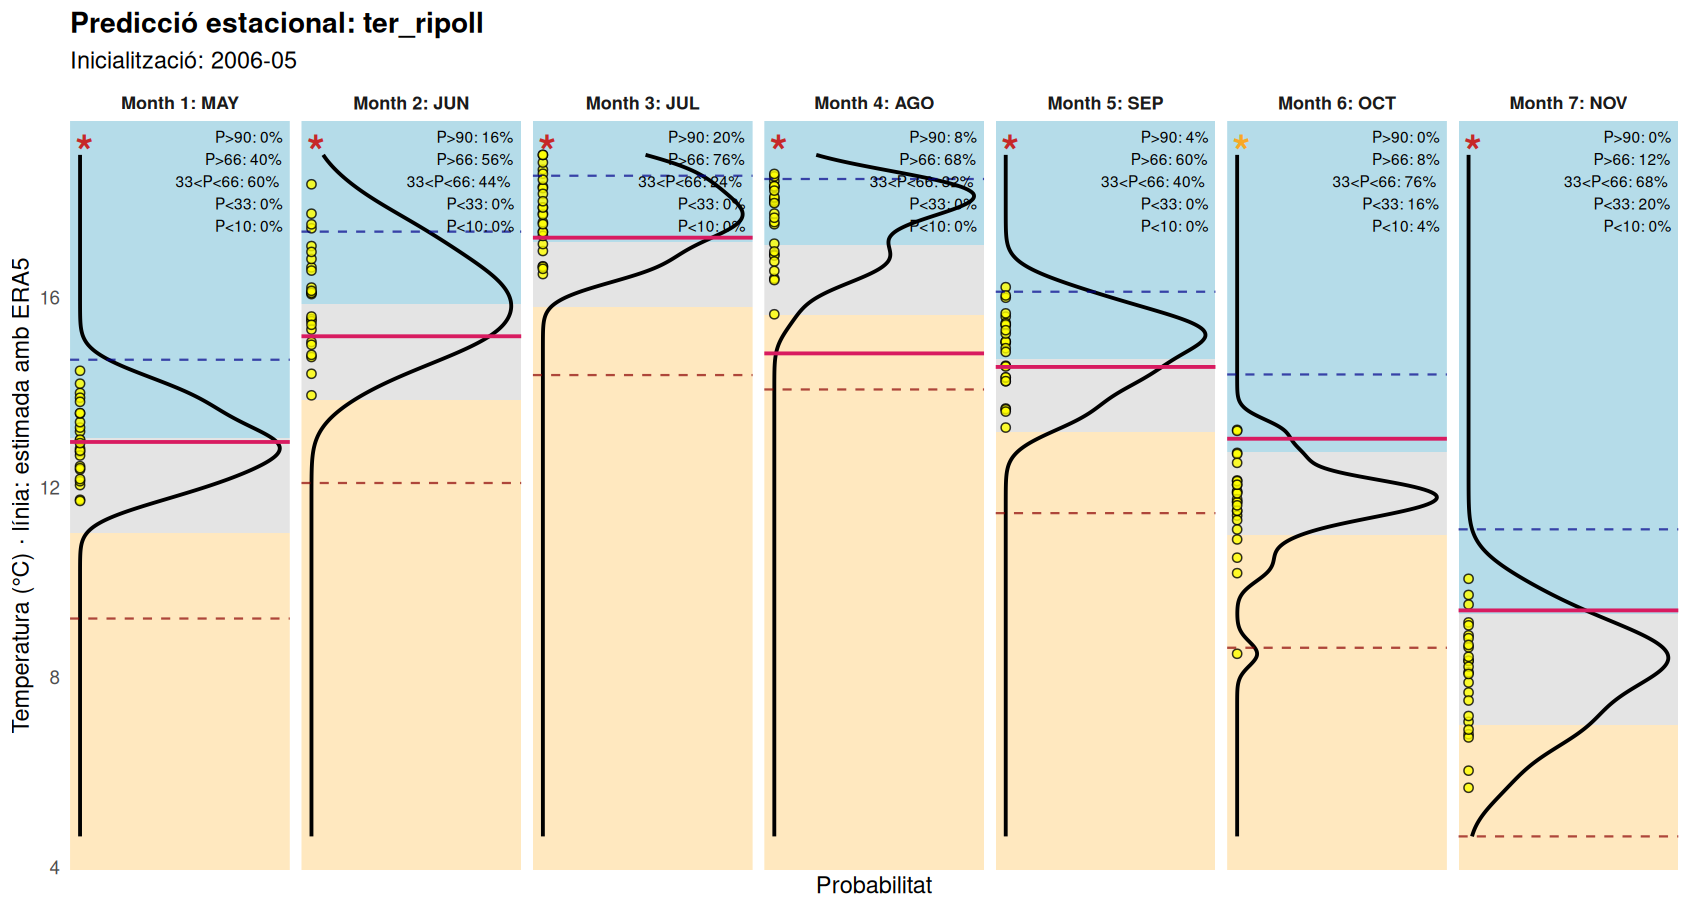 Predicció estacional: ter_ripoll
Inicialització: 2006-05
Month 1: MAY
Month 2: JUN
Month 3: JUL
Month 4: AGO
Month 5: SEP
Month 6: OCT
Month 7: NOV
P>90: 0%
P>66: 40%
33<P<66: 60%
P<33: 0%
P<10: 0%
P>90: 16%
P>66: 56%
33<P<66: 44%
P<33: 0%
P<10: 0%
P>90: 20%
P>66: 76%
33<P<66: 24%
P<33: 0%
P<10: 0%
P>90: 8%
P>66: 68%
33<P<66: 32%
P<33: 0%
P<10: 0%
P>90: 4%
P>66: 60%
33<P<66: 40%
P<33: 0%
P<10: 0%
P>90: 0%
P>66: 8%
33<P<66: 76%
P<33: 16%
P<10: 4%
P>90: 0%
P>66: 12%
33<P<66: 68%
P<33: 20%
P<10: 0%
Temperatura (°C) · línia: estimada amb ERA5
16
12
8
4
Probabilitat